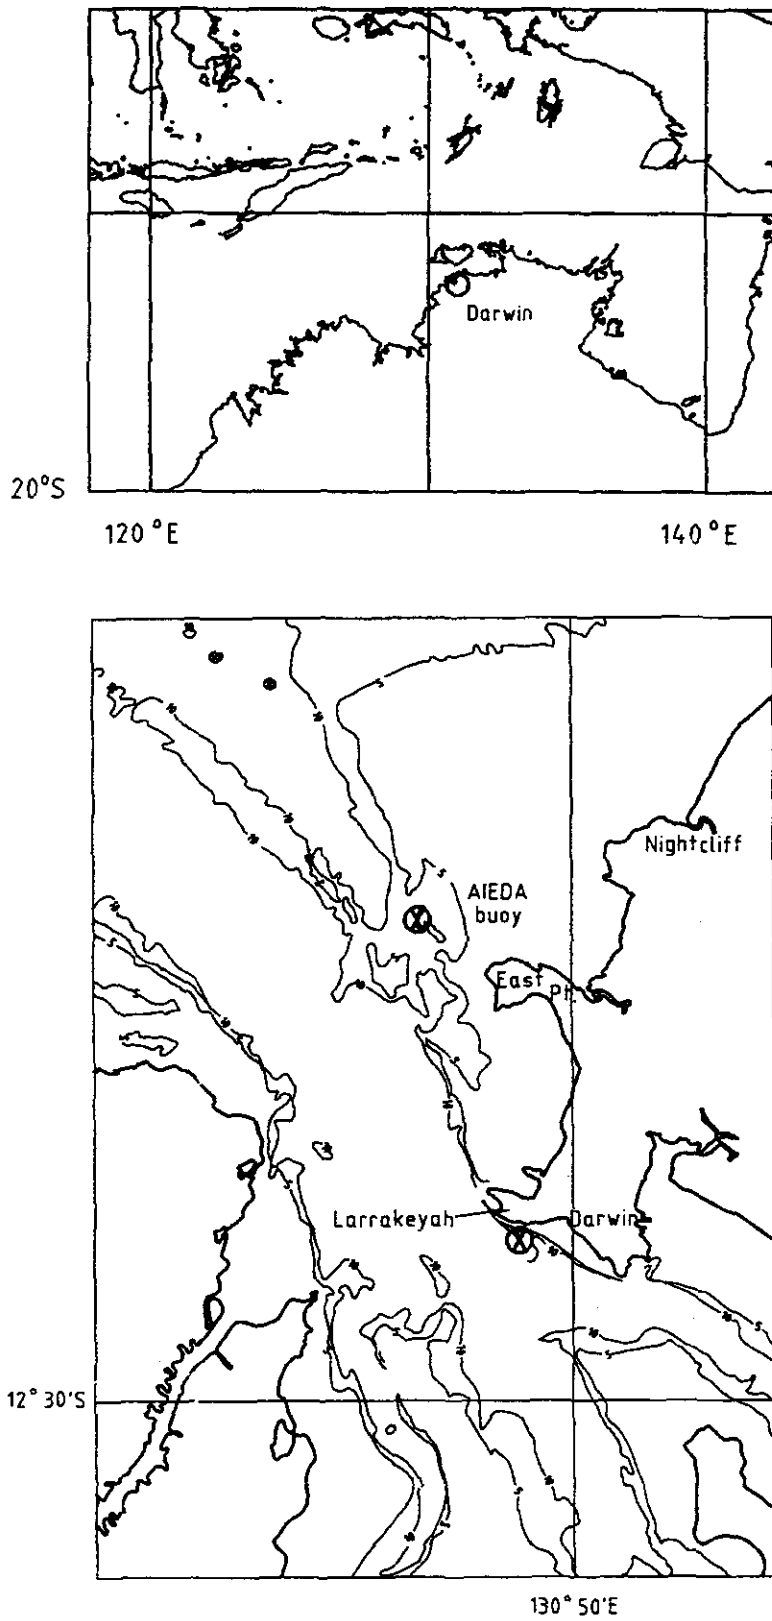 Darwin
20°S
120°E
140°E
Nightcliff
AIEDA
buoy
East
Pt.
Larrakeyah
Darwin
12°30'S
130°50'E